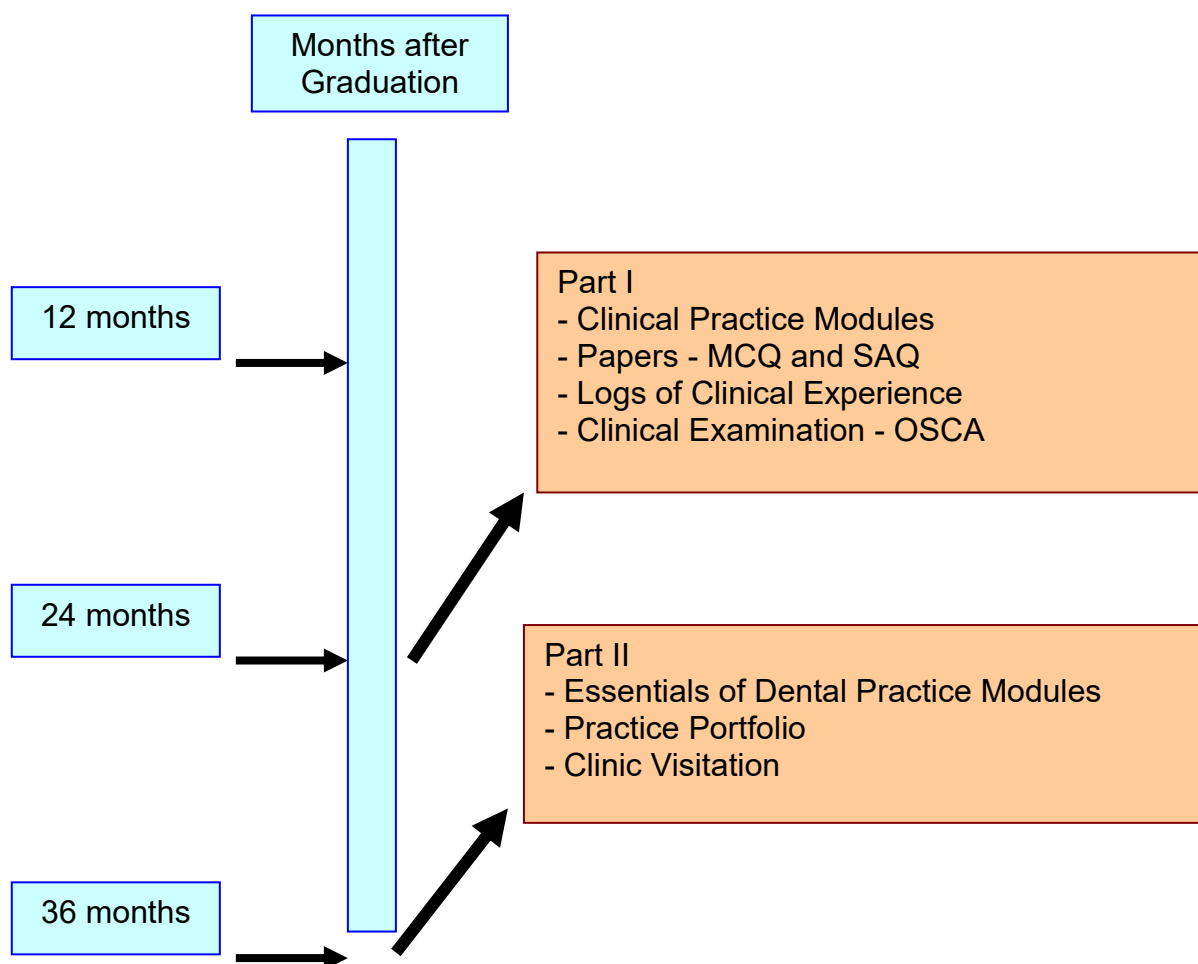 Months after
Graduation
12 months
Part I
- Clinical Practice Modules
- Papers - MCQ and SAQ
- Logs of Clinical Experience
- Clinical Examination - OSCA
24 months
Part II
- Essentials of Dental Practice Modules
- Practice Portfolio
- Clinic Visitation
36 months